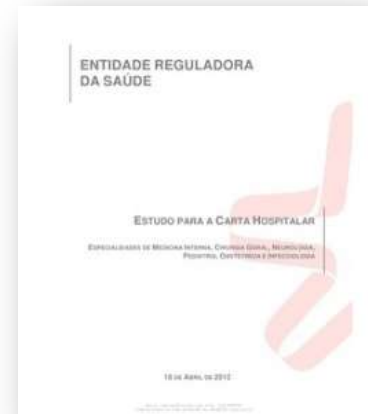 ENTIDADE REGULADORA
DA SAÚDE
ESTUDO PARA A CARTA HOSPITALAR
ESPECIALIDADES DE MEDICINA INTERNA, CIRURGIA GERAL, NEUROLOGIA,
PEDIATRIA, OBSTETRÍCIA E INFECCIOLOGIA
DE ABRIL DE 2012